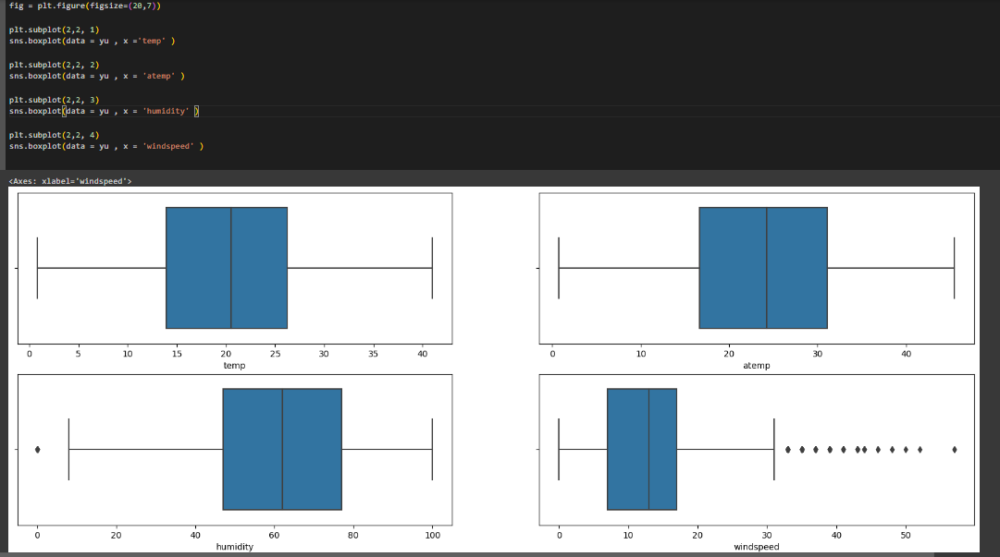 fig = plt.figure(figsize=(20,7))
plt.subplot(2,2, 1)
sns.boxplot(data = yu , x ='temp' )
plt.subplot(2,2, 2)
sns.boxplot(data = yu , x = 'atemp' )
plt.subplot(2,2, 3)
sns.boxplot(data = yu , x = 'humidity' )
plt.subplot(2,2, 4)
sns.boxplot(data = yu , x = 'windspeed' )
<Axes: xlabel='windspeed'>
0 5 10 15 20 25 30 35 40
temp
0 10 20 30 40
atemp
0 20 40 60 80 100
humidity
0 10 20 30 40 50
windspeed